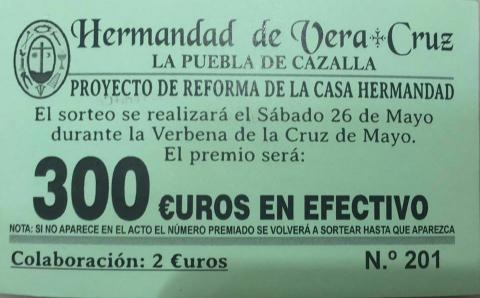 Hermandad de Vera Cruz
LA PUEBLA DE CAZALLA
PROYECTO DE REFORMA DE LA CASA HERMANDAD
El sorteo se realizará el Sábado 26 de Mayo
durante la Verbena de la Cruz de Mayo.
El premio será:
300 €UROS EN EFECTIVO
NOTA: SI NO APARECE EN EL ACTO EL NÚMERO PREMIADO SE VOLVERÁ A SORTEAR HASTA QUE APAREZCA
Colaboración: 2 €uros N.º 201